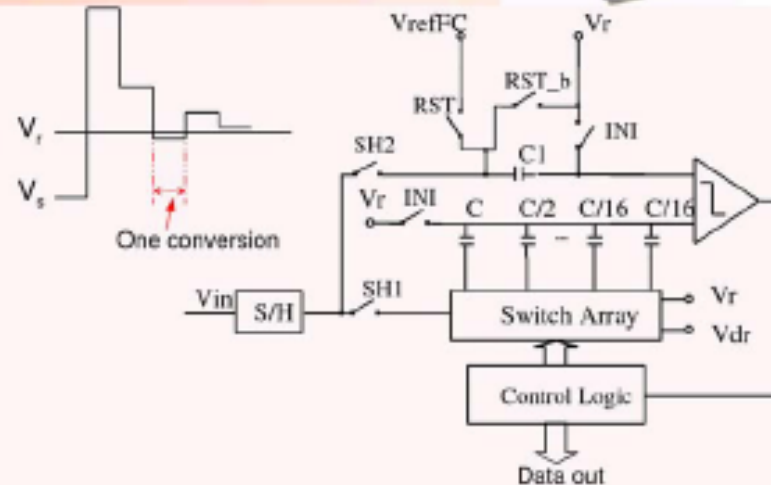 VrefFC
Vr
RST_b
RST
INI
SH2
C1
Vr
Vs
One conversion
Vr
INI
C
C/2
C/16
C/16
Vin
S/H
SH1
Switch Array
Vr
Vdr
Control Logic
Data out